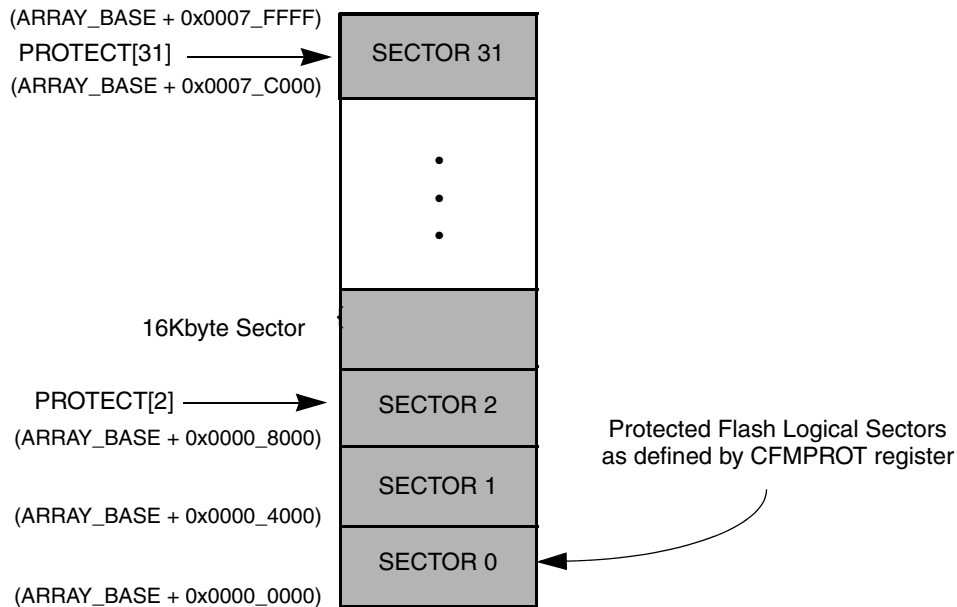 (ARRAY_BASE + 0x0007_FFFF)
PROTECT[31]
SECTOR 31
(ARRAY_BASE + 0x0007_C000)
16Kbyte Sector
PROTECT[2]
SECTOR 2
(ARRAY_BASE + 0x0000_8000)
Protected Flash Logical Sectors
as defined by CFMPROT register
SECTOR 1
(ARRAY_BASE + 0x0000_4000)
SECTOR 0
(ARRAY_BASE + 0x0000_0000)